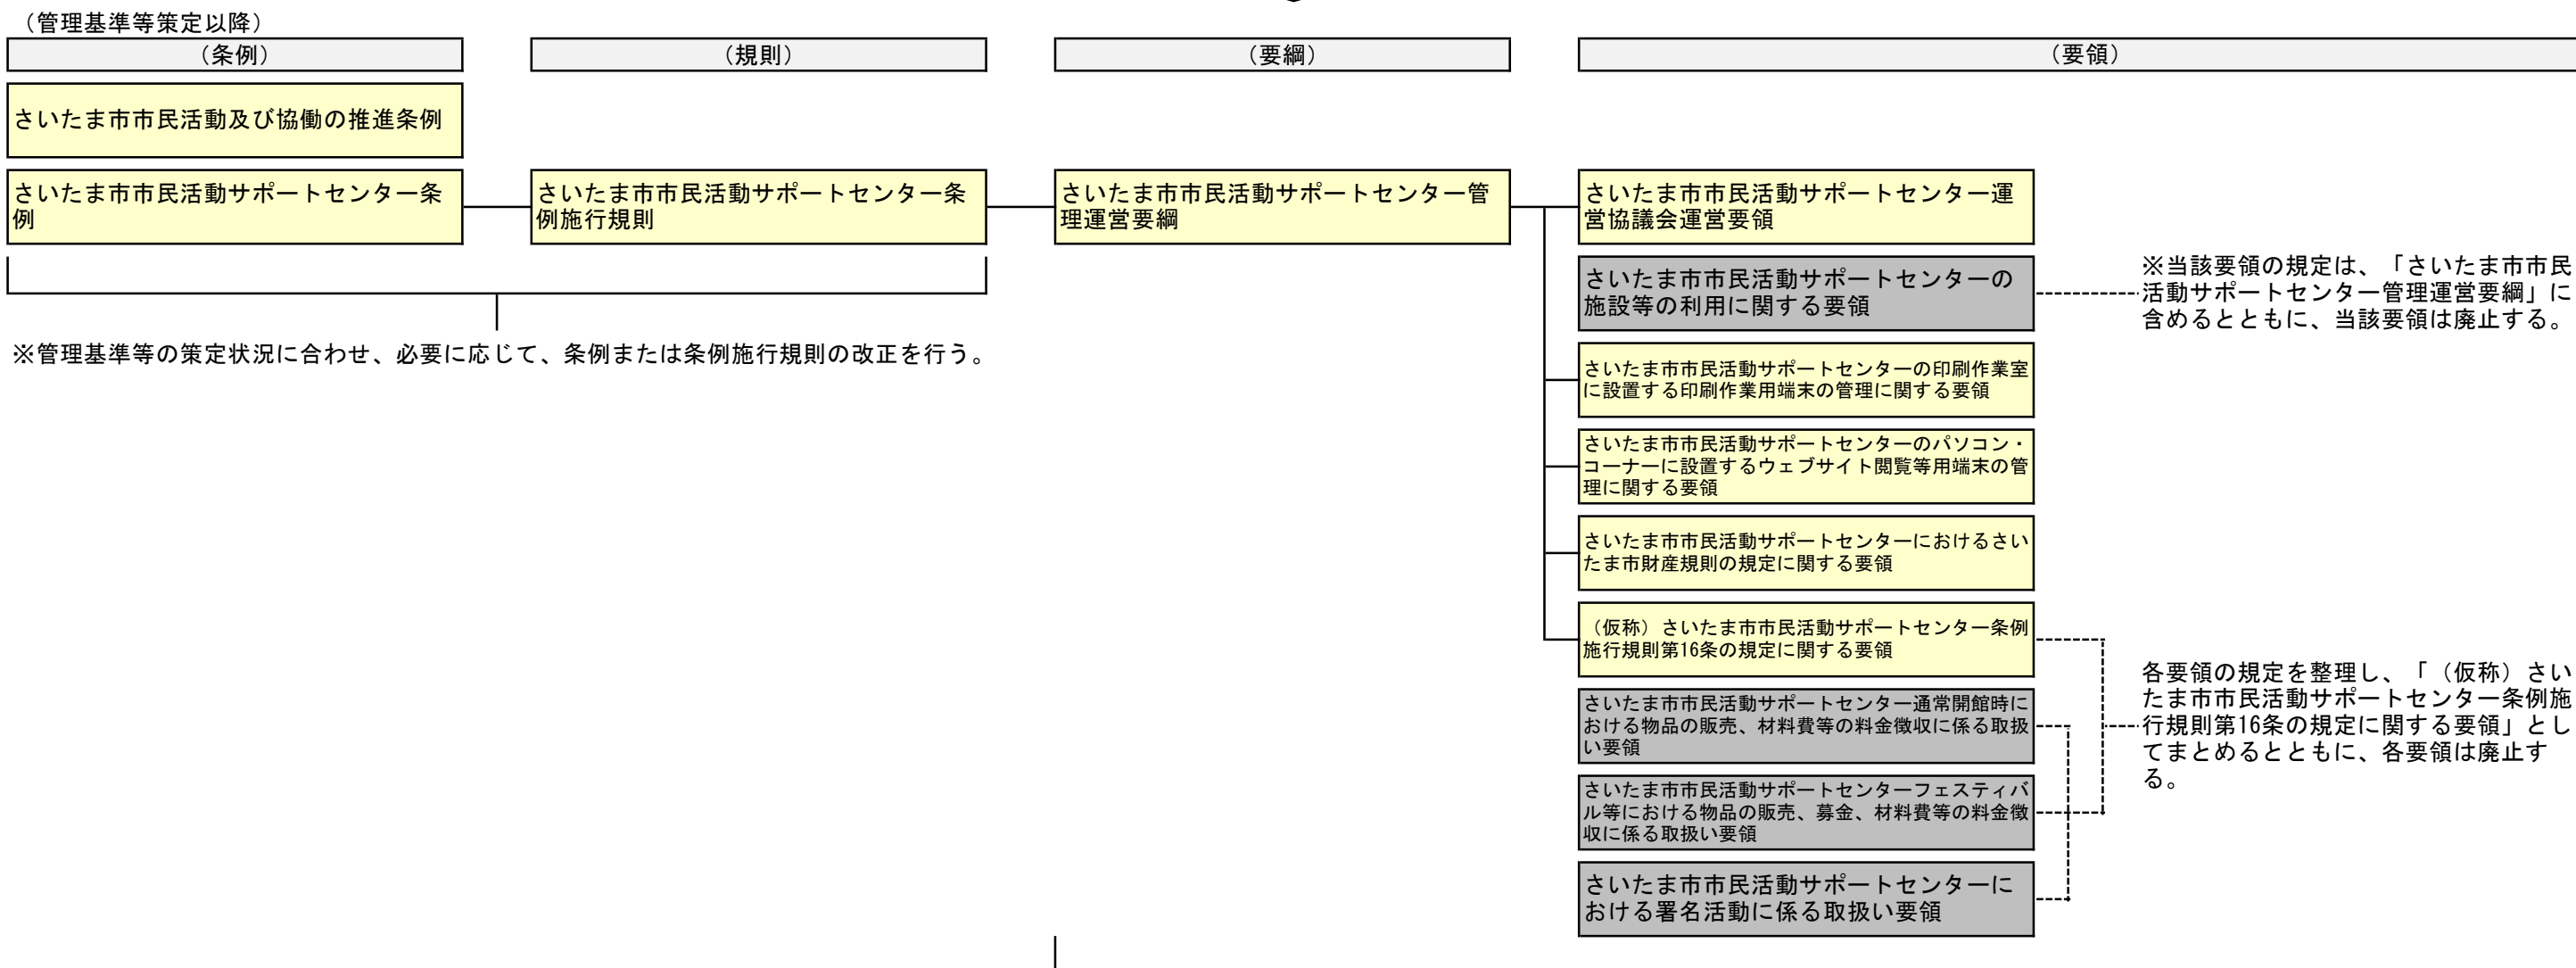 （管理基準等策定以降）
（条例）
（規則）
（要綱）
（要領）
さいたま市市民活動及び協働の推進条例
さいたま市市民活動サポートセンター条
例
さいたま市市民活動サポートセンター条
例施行規則
さいたま市市民活動サポートセンター管
理運営要綱
さいたま市市民活動サポートセンター運
営協議会運営要領
さいたま市市民活動サポートセンターの
施設等の利用に関する要領
※当該要領の規定は、「さいたま市市民
活動サポートセンター管理運営要綱」に
含めるとともに、当該要領は廃止する。
※管理基準等の策定状況に合わせ、必要に応じて、条例または条例施行規則の改正を行う。
さいたま市市民活動サポートセンターの印刷作業室
に設置する印刷作業用端末の管理に関する要領
さいたま市市民活動サポートセンターのパソコン・
コーナーに設置するウェブサイト閲覧等用端末の管
理に関する要領
さいたま市市民活動サポートセンターにおけるさい
たま市財産規則の規定に関する要領
（仮称）さいたま市市民活動サポートセンター条例
施行規則第16条の規定に関する要領
さいたま市市民活動サポートセンター通常開館時に
おける物品の販売、材料費等の料金徴収に係る取扱
い要領
さいたま市市民活動サポートセンターフェスティバ
ル等における物品の販売、募金、材料費等の料金徴
収に係る取扱い要領
さいたま市市民活動サポートセンターに
おける署名活動に係る取扱い要領
各要領の規定を整理し、「（仮称）さい
たま市市民活動サポートセンター条例施
行規則第16条の規定に関する要領」とし
てまとめるとともに、各要領は廃止す
る。